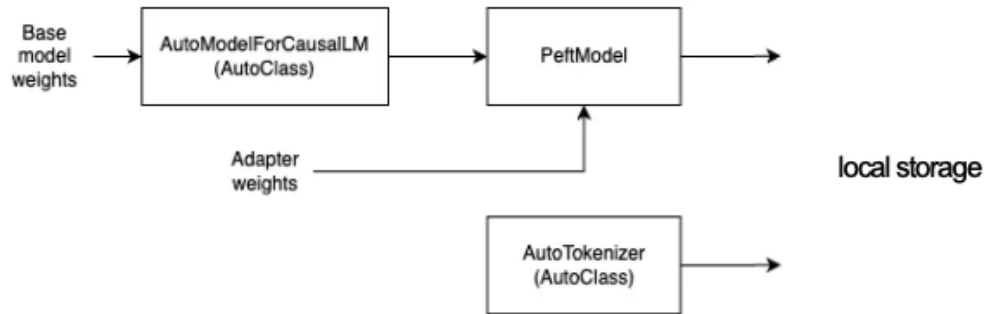 Base
model
weights
AutoModelForCausalLM
(AutoClass)
PeftModel
Adapter
weights
local storage
AutoTokenizer
(AutoClass)